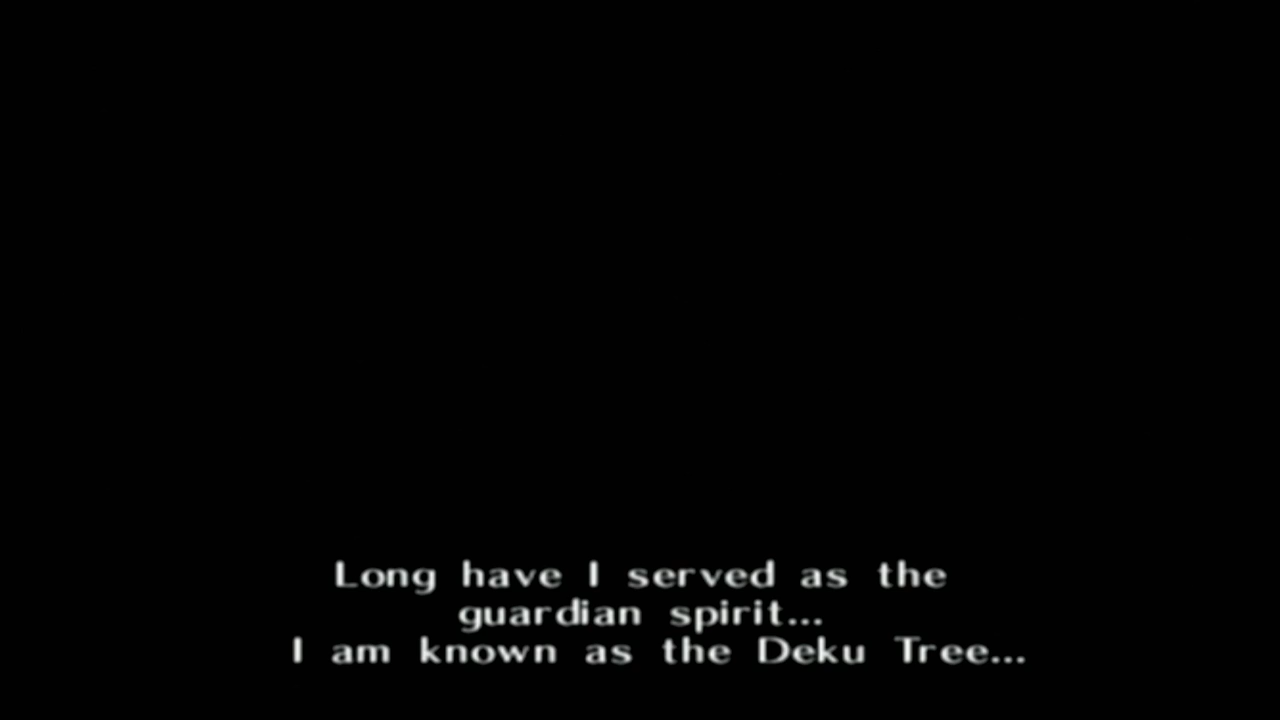 Long have I served as the
guardian spirit...
I am known as the Deku Tree...